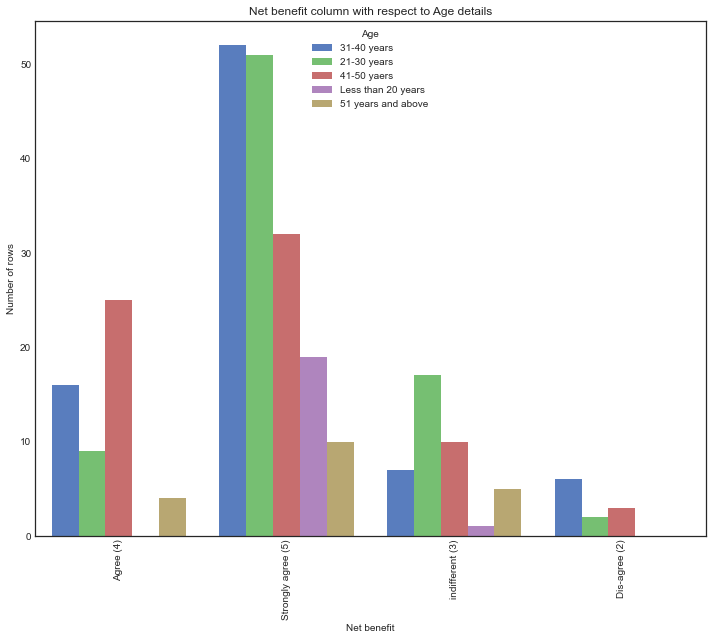 Net benefit column with respect to Age details
Age
31-40 years
21-30 years
41-50 yaers
Less than 20 years
51 years and above
Number of rows
50
40
30
20
10
0
Agree (4)
Strongly agree (5)
indifferent (3)
Dis-agree (2)
Net benefit